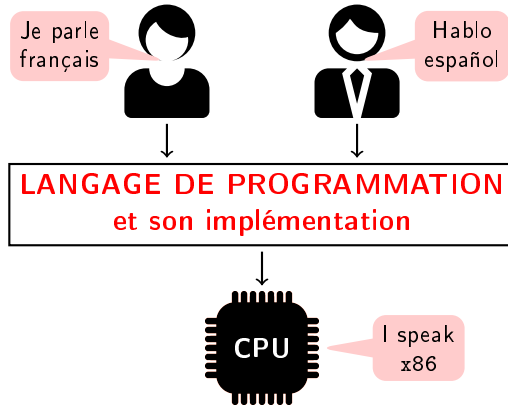 Je parle
français
Hablo
español
LANGAGE DE PROGRAMMATION
et son implémentation
CPU
I speak
x86